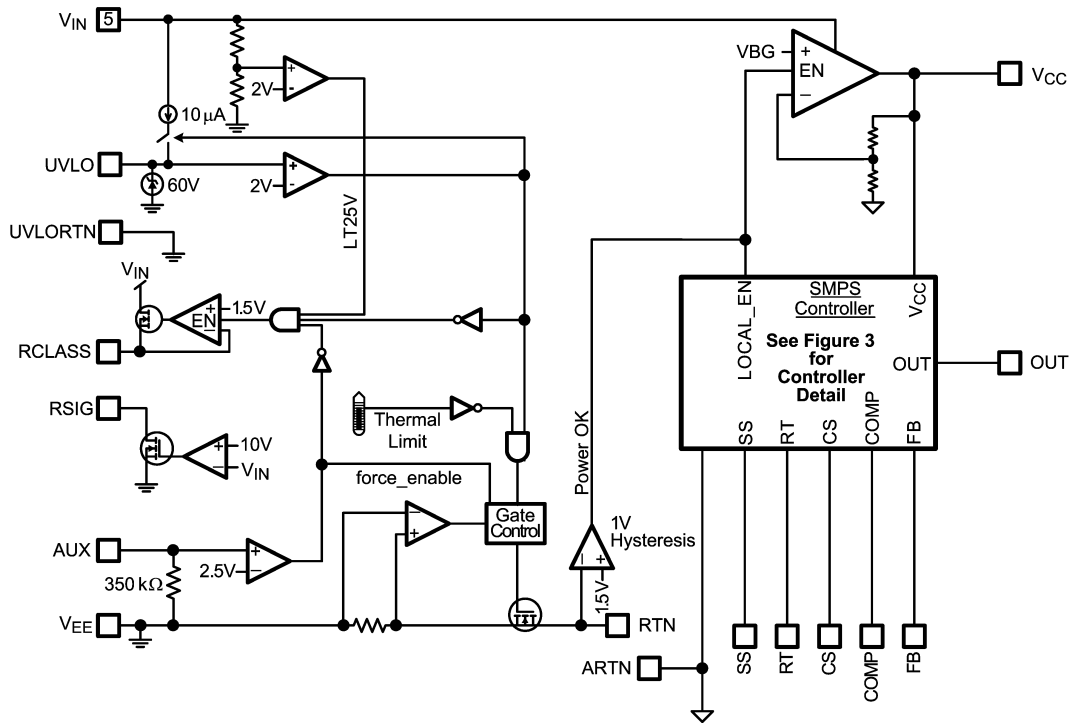 VIN 5
VBG
+
EN
−
VCC
+
2V -
10 μA
UVLO
60V
+
2V -
LT25V
UVLORTN
VIN
+ 1.5V
EN
−
RCLASS
SMPS
Controller
See Figure 3
for
Controller
Detail
LOCAL_EN
VCC
OUT
OUT
SS
RT
CS
COMP
FB
RSIG
Thermal
Limit
+ 10V
− VIN
force_enable
Power OK
−
+
Gate
Control
1V
Hysteresis
− +
1.5V
AUX
+
2.5V −
350 kΩ
VEE
RTN
ARTN
SS
RT
CS
COMP
FB